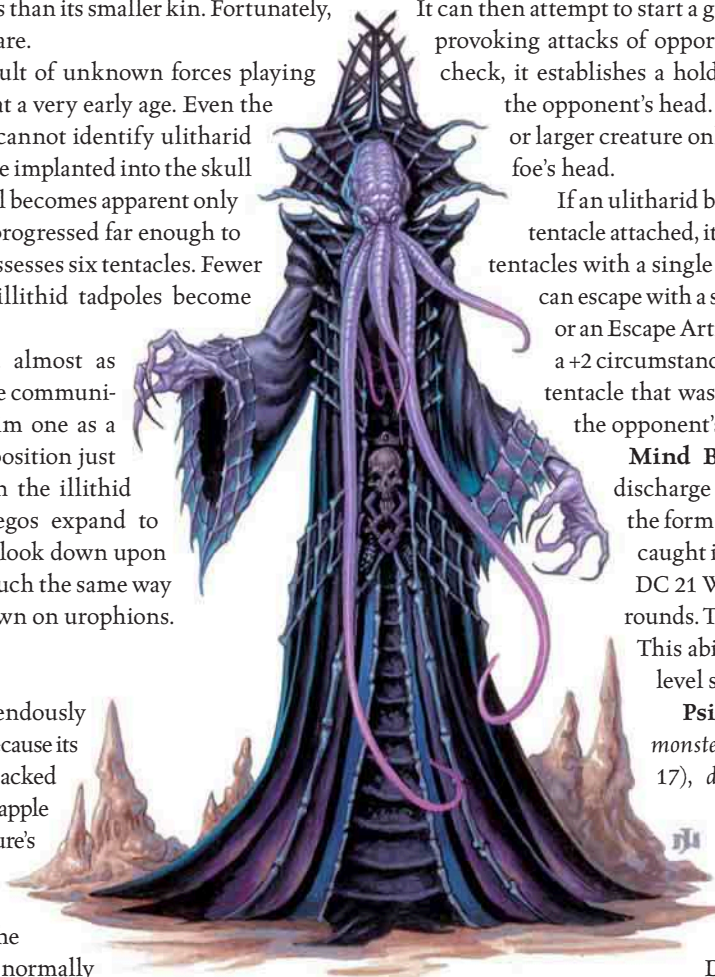 s than its smaller kin. Fortunately,
are.
ult of unknown forces playing
at a very early age. Even the
cannot identify ulitharid
e implanted into the skull
l becomes apparent only
progressed far enough to
ssesses six tentacles. Fewer
illithid tadpoles become
almost as
e communi-
m one as a
position just
n the illithid
egos expand to
look down upon
uch the same way
wn on urophions.
endously
cause its
acked
apple
ure's
ne
normally
It can then attempt to start a g
provoking attacks of oppor
check, it establishes a hold
the opponent's head.
or larger creature on
foe's head.
If an ulitharid b
tentacle attached, it
tentacles with a single
can escape with a s
or an Escape Art
a +2 circumstanc
tentacle that was
the opponent's
Mind B
discharge
the form
caught i
DC 21 W
rounds. T
This abi
level s
Psi
monste
17), d
D